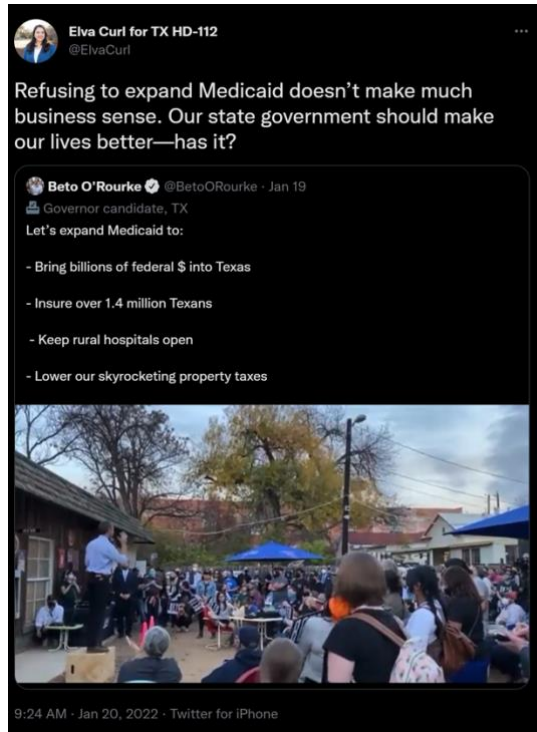 Elva Curl for TX HD-112
@ElvaCurl
Refusing to expand Medicaid doesn’t make much
business sense. Our state government should make
our lives better—has it?
Beto O'Rourke @BetoORourke · Jan 19
Governor candidate, TX
Let's expand Medicaid to:
- Bring billions of federal $ into Texas
- Insure over 1.4 million Texans
- Keep rural hospitals open
- Lower our skyrocketing property taxes
9:24 AM · Jan 20, 2022 · Twitter for iPhone